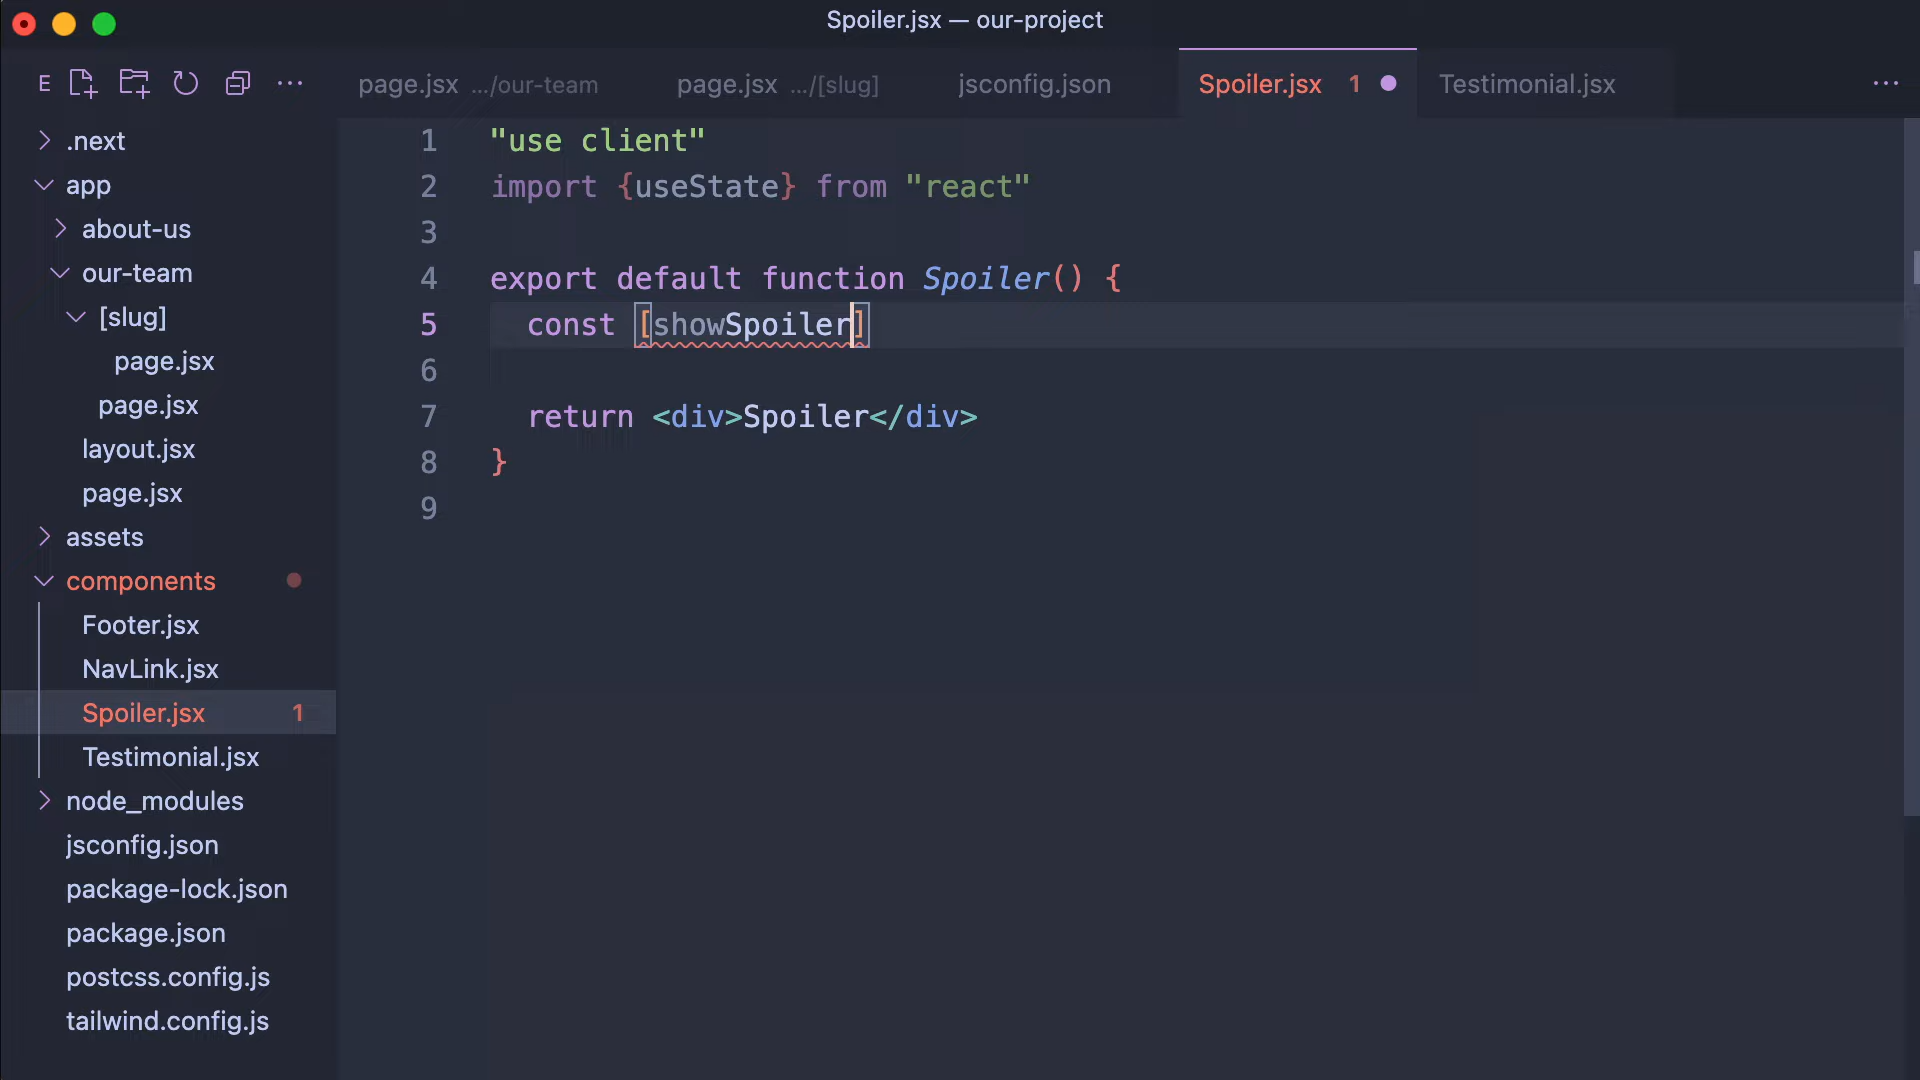 Spoiler.jsx — our-project
E
page.jsx .../our-team
page.jsx .../[slug]
jsconfig.json
Spoiler.jsx 1
Testimonial.jsx
.next
app
about-us
our-team
[slug]
page.jsx
page.jsx
layout.jsx
page.jsx
assets
components
Footer.jsx
NavLink.jsx
Spoiler.jsx 1
Testimonial.jsx
node_modules
jsconfig.json
package-lock.json
package.json
postcss.config.js
tailwind.config.js
1 "use client"
2 import {useState} from "react"
3
4 export default function Spoiler() {
5 const [showSpoiler]
6
7 return <div>Spoiler</div>
8 }
9